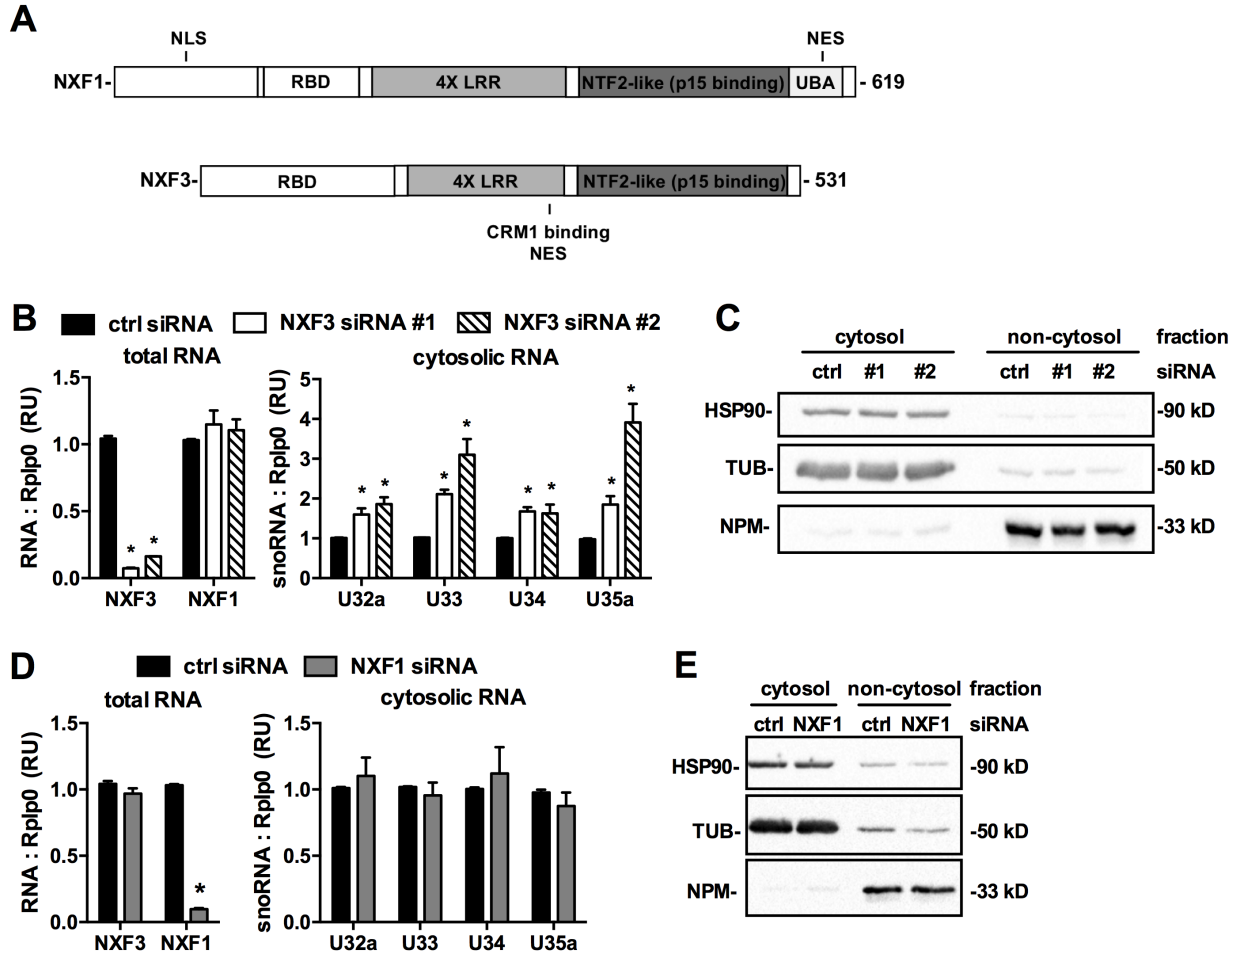 A
NLS
NES
NXF1-
RBD
4X LRR
NTF2-like (p15 binding)
UBA
- 619
NXF3-
RBD
4X LRR
NTF2-like (p15 binding)
- 531
CRM1 binding
NES
B
ctrl siRNA
NXF3 siRNA #1
NXF3 siRNA #2
total RNA
cytosolic RNA
RNA : Rplp0 (RU)
1.5
1.0
0.5
0.0
* *
NXF3
NXF1
snoRNA : Rplp0 (RU)
5
4
3
2
1
0
* * * * * * * *
U32a
U33
U34
U35a
C
cytosol
non-cytosol
fraction
ctrl #1 #2
ctrl #1 #2
siRNA
HSP90-
-90 kD
TUB-
-50 kD
NPM-
-33 kD
D
ctrl siRNA
NXF1 siRNA
total RNA
cytosolic RNA
RNA : Rplp0 (RU)
1.5
1.0
0.5
0.0
*
NXF3
NXF1
snoRNA : Rplp0 (RU)
1.5
1.0
0.5
0.0
U32a
U33
U34
U35a
E
cytosol
non-cytosol
fraction
ctrl NXF1
ctrl NXF1
siRNA
HSP90-
-90 kD
TUB-
-50 kD
NPM-
-33 kD